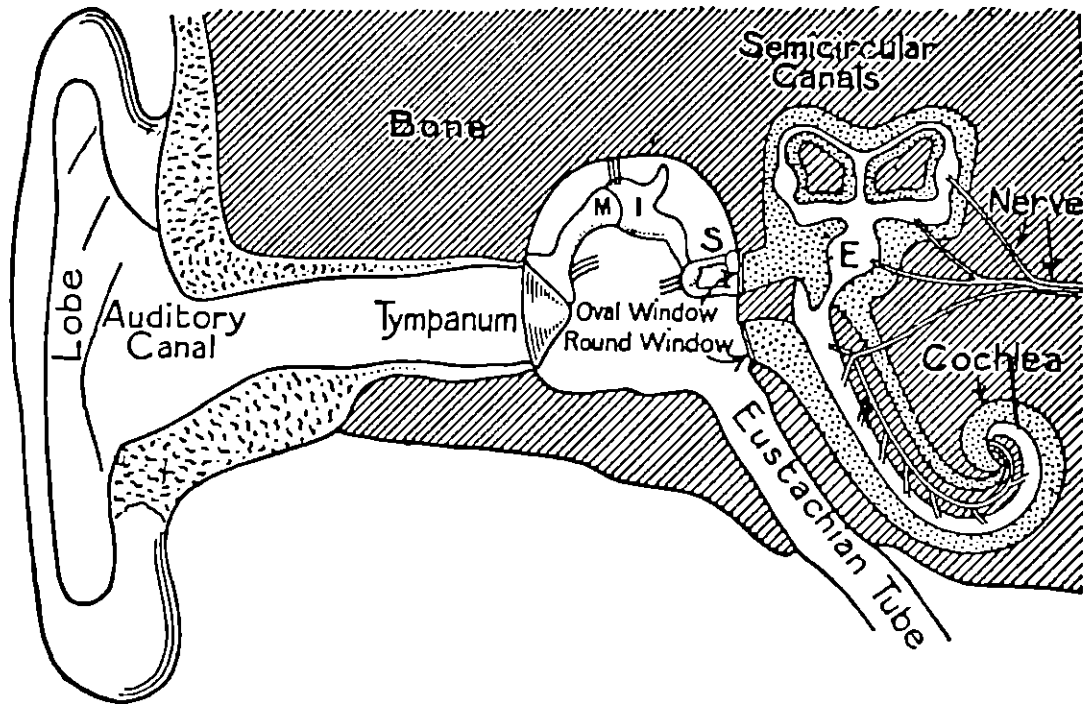 Semicircular
Canals
Bone
M
I
Nerve
S
E
Lobe
Auditory
Canal
Tympanum
Oval Window
Round Window
Cochlea
Eustachian Tube